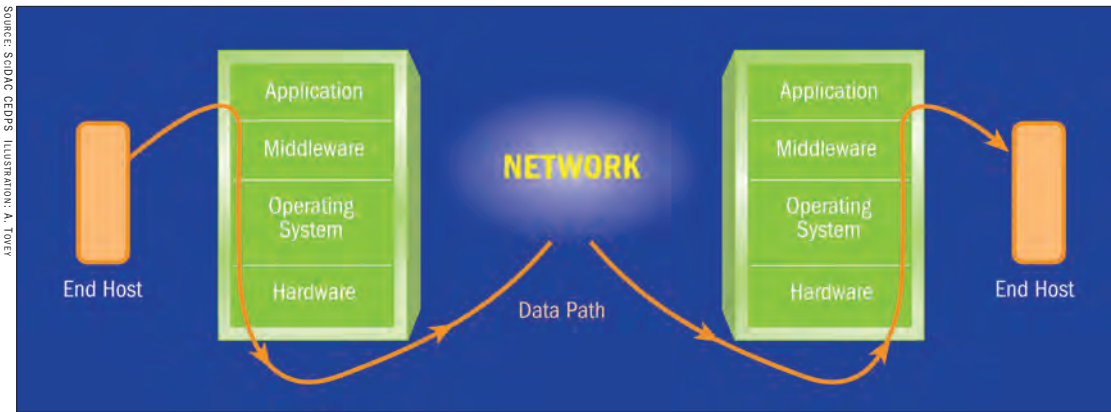 SOURCE: SCIDAC CEDPS ILLUSTRATION: A. TOVEY
End Host
Application
Middleware
Operating
System
Hardware
NETWORK
Data Path
Application
Middleware
Operating
System
Hardware
End Host